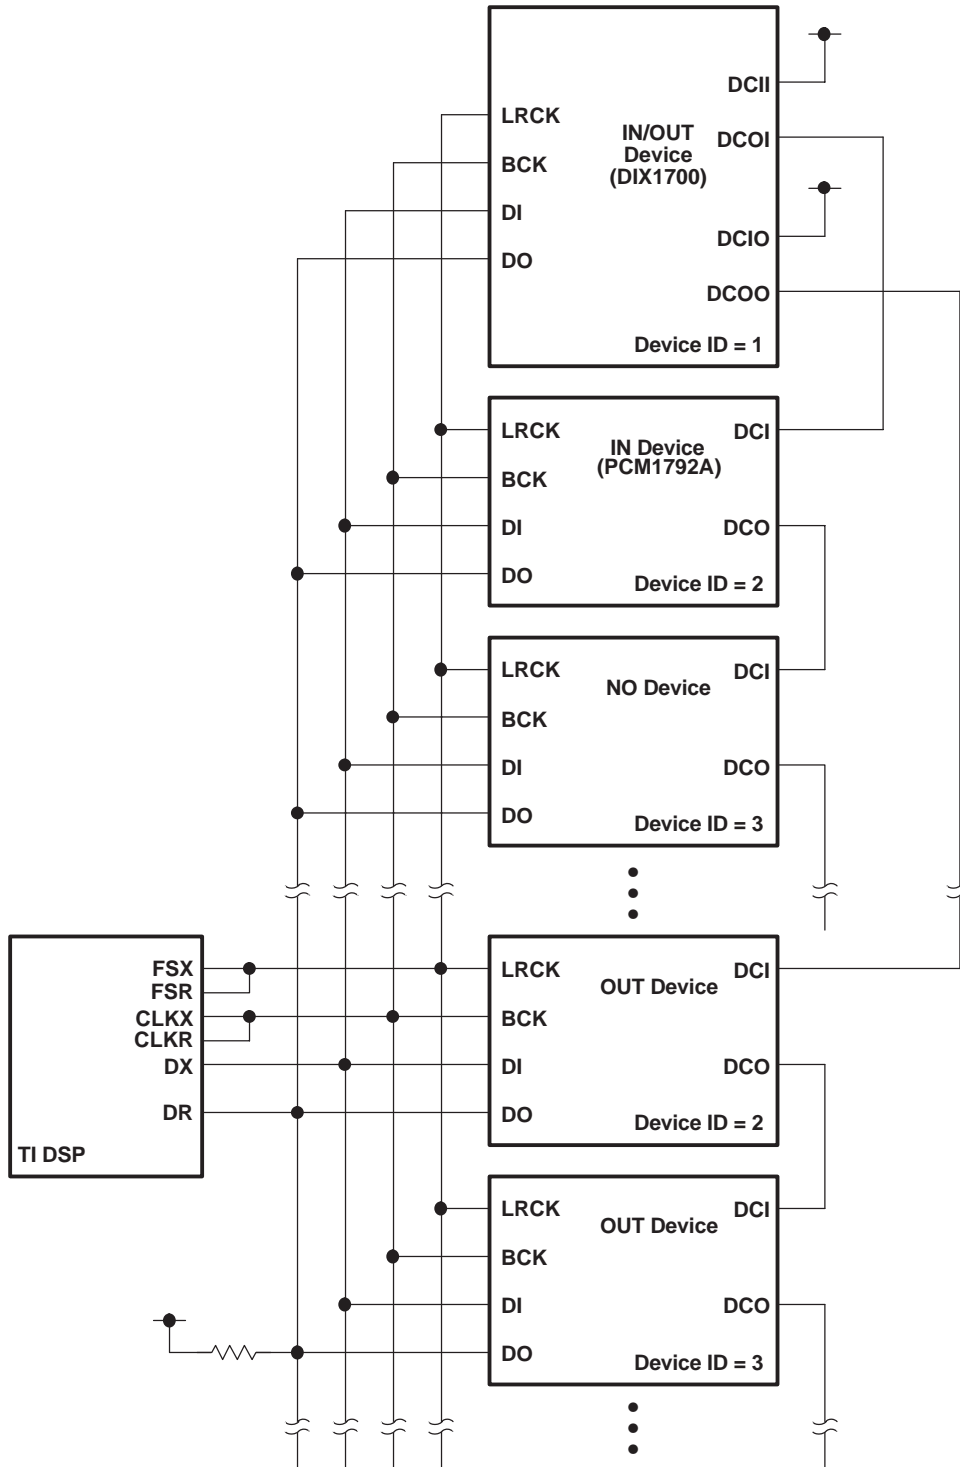 DCII
LRCK
IN/OUT
Device
(DIX1700)
DCOI
BCK
DI
DCIO
DO
DCOO
Device ID = 1
LRCK
IN Device
(PCM1792A)
DCI
BCK
DI
DCO
DO
Device ID = 2
LRCK
NO Device
DCI
BCK
DI
DCO
DO
Device ID = 3
FSX
FSR
CLKX
CLKR
DX
DR
TI DSP
LRCK
OUT Device
DCI
BCK
DI
DCO
DO
Device ID = 2
LRCK
OUT Device
DCI
BCK
DI
DCO
DO
Device ID = 3